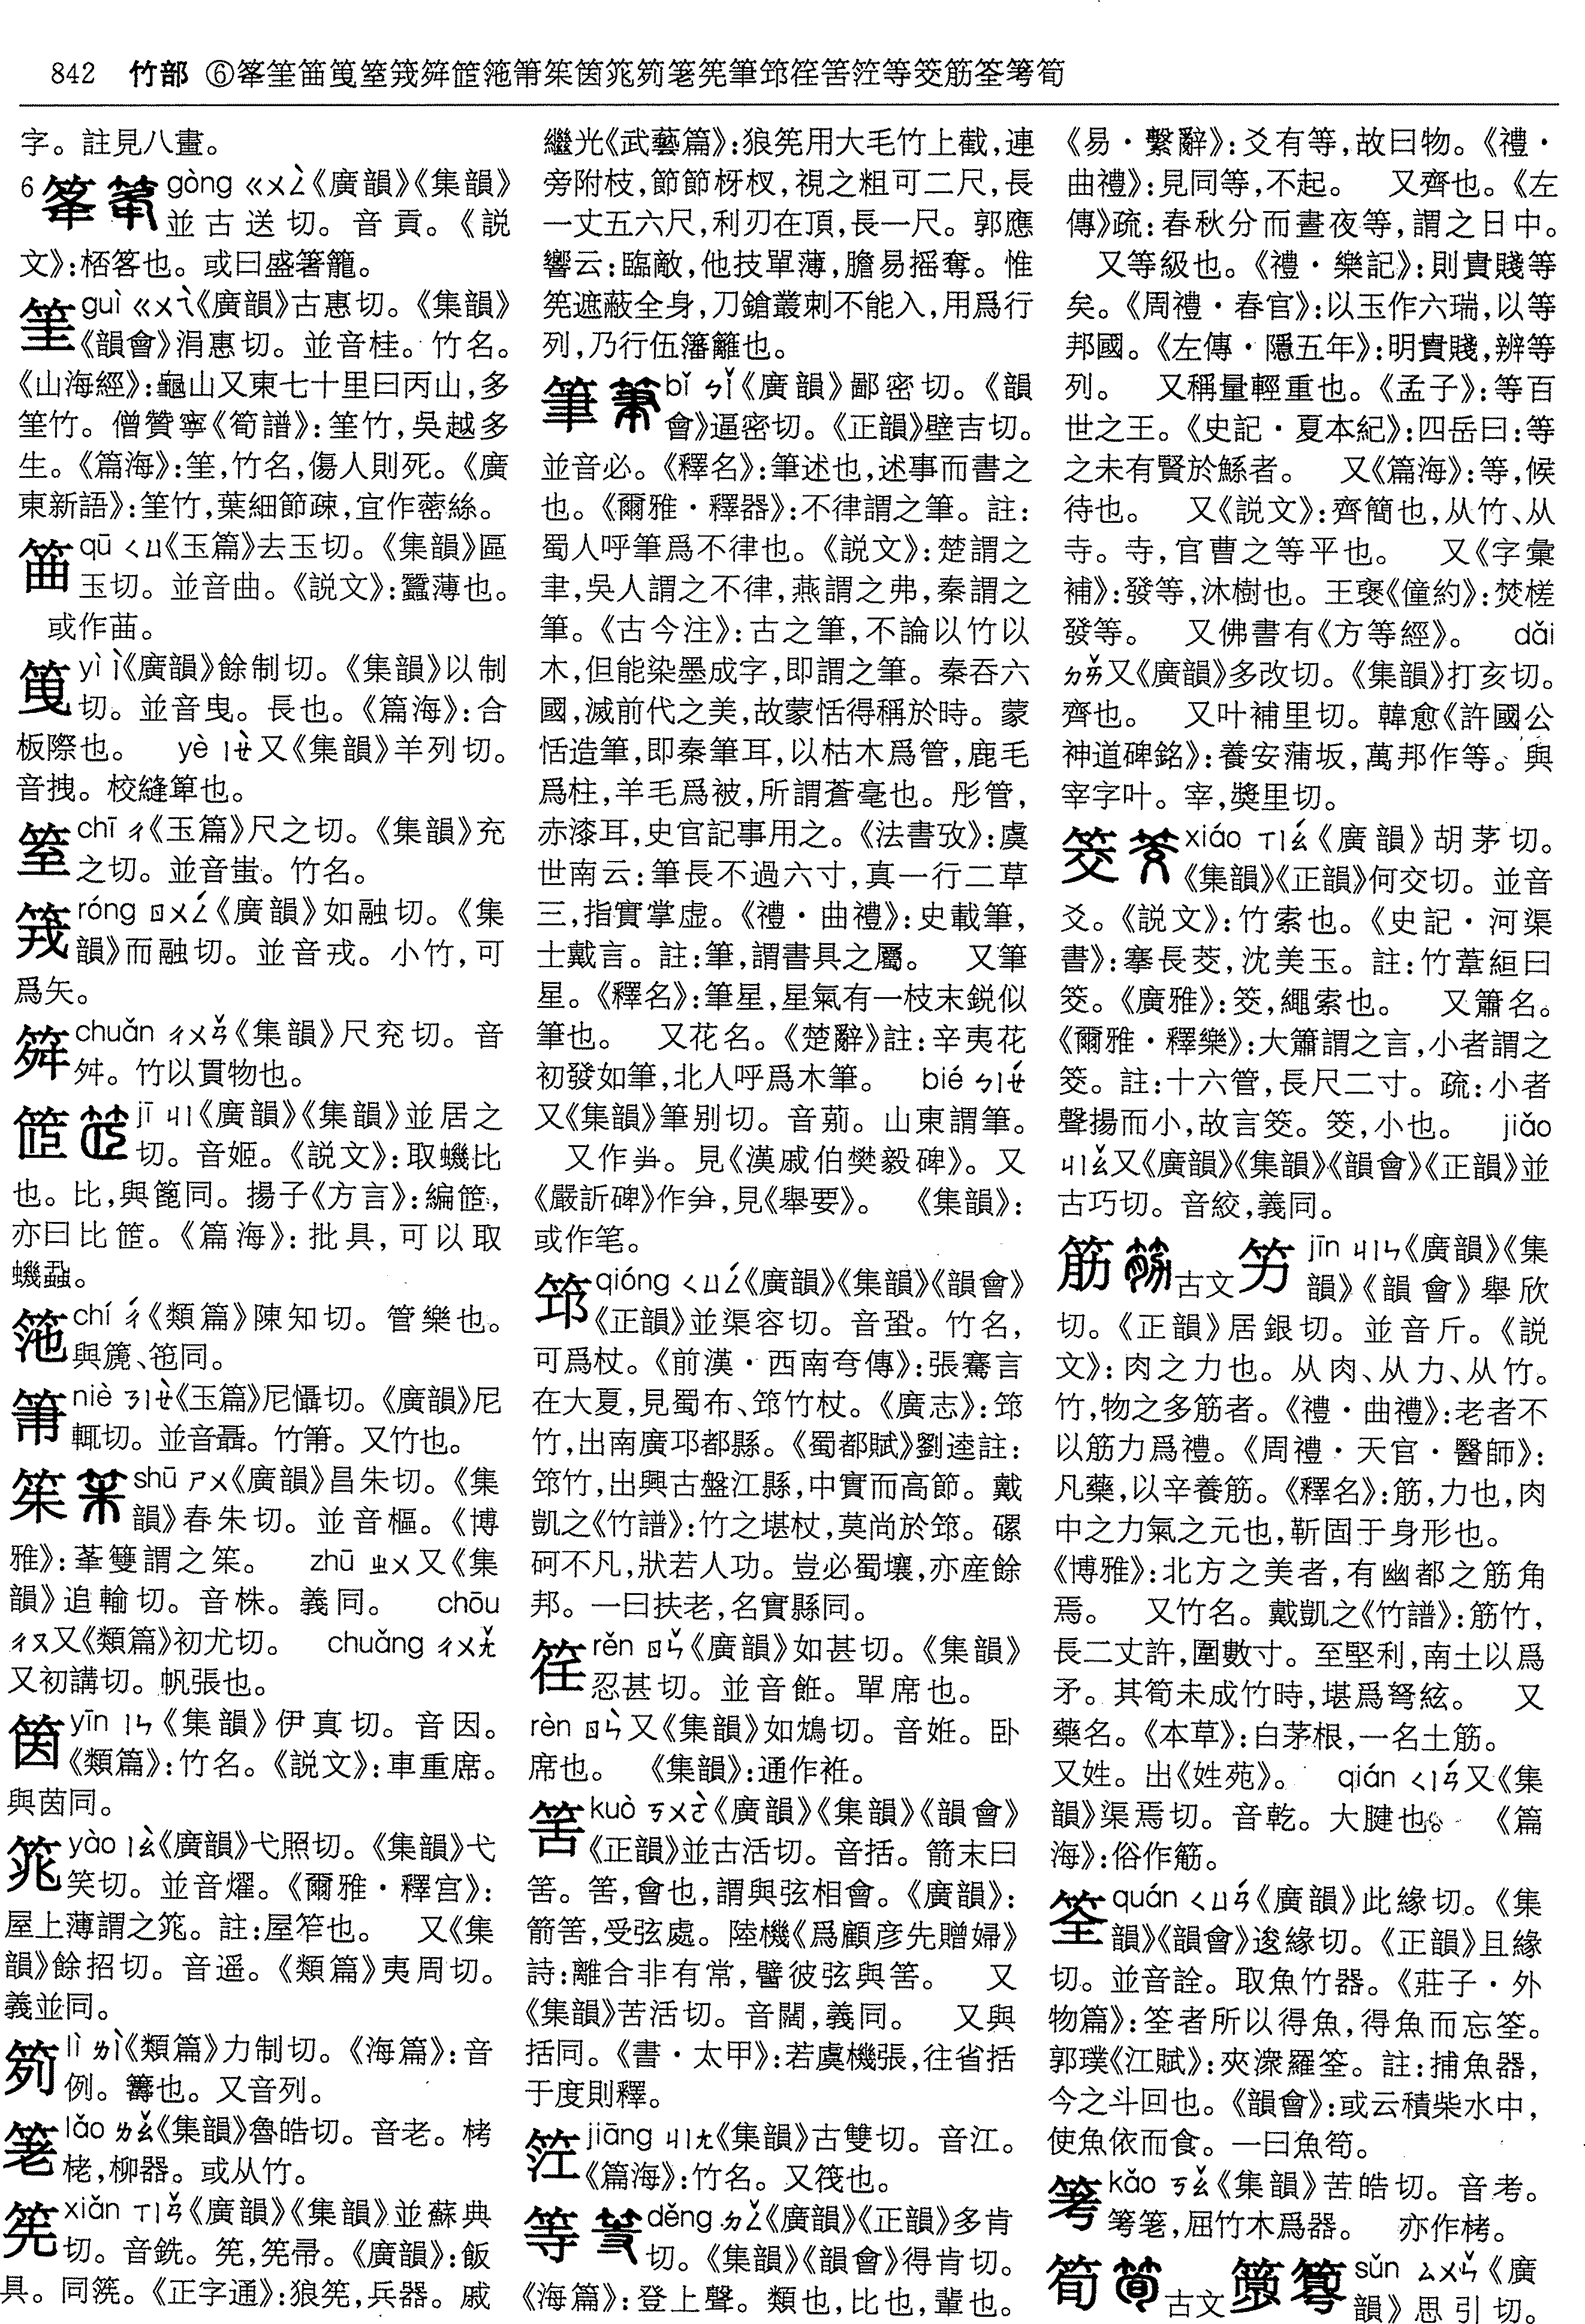 842 竹部 ⑥筝筀笛䇩筌䇯䇍䇫箷䇣䇬筃筄䇥䇭筅筆筇䇮筈䇨等筊筋筌䇌筍
字。註見八畫。
6 gòng ㄍㄨㄥˋ《廣韻》《集韻》
並古送切。音貢。《説
文》:桮客也。或曰盛箸籠。
筀 guì ㄍㄨㄟˋ《廣韻》古惠切。《集韻》
《韻會》涓惠切。並音桂。竹名。
《山海經》:龜山又東七十里曰丙山,多
筀竹。僧贊寧《筍譜》:筀竹,吳越多
生。《篇海》:筀,竹名,傷人則死。《廣
東新語》:筀竹,葉細節疎,宜作蔤絲。
qū ㄑㄩ《玉篇》去玉切。《集韻》區
玉切。並音曲。《説文》:蠶薄也。
或作苗。
yì ㄧˋ《廣韻》餘制切。《集韻》以制
切。並音曳。長也。《篇海》:合
板際也。 yè ㄧㄝˋ又《集韻》羊列切。
音拽。校縫箄也。
chī ㄔ《玉篇》尺之切。《集韻》充
之切。並音蚩。竹名。
róng ㄖㄨㄥˊ《廣韻》如融切。《集
韻》而融切。並音戎。小竹,可
爲矢。
chuǎn ㄔㄨㄢˇ《集韻》尺兖切。音
舛。竹以貫物也。
jī ㄐㄧ《廣韻》《集韻》並居之
切。音姬。《説文》:取蟣比
也。比,與篦同。揚子《方言》:編䇫,
亦曰比䇫。《篇海》:批具,可以取
蟣蝨。
chí ㄔˊ《類篇》陳知切。管樂也。
與篪、竾同。
niè ㄋㄧㄝˋ《玉篇》尼懾切。《廣韻》尼
輒切。並音聶。竹䇣。又竹也。
shū ㄕㄨ《廣韻》昌朱切。《集
韻》春朱切。並音樞。《博
雅》:䇬謂之䇬。 zhū ㄓㄨ又《集
韻》追輸切。音株。義同。 chōu
ㄔㄡ又《類篇》初尤切。 chuǎng ㄔㄨㄤˇ
又初講切。帆張也。
筃 yīn ㄧㄣ《集韻》伊真切。音因。
《類篇》:竹名。《説文》:車重席。
與茵同。
筄 yào ㄧㄠˋ《廣韻》弋照切。《集韻》弋
笑切。並音燿。《爾雅·釋宫》:
屋上薄謂之筄。註:屋笮也。 又《集
韻》餘招切。音遥。《類篇》夷周切。
義並同。
lì ㄌㄧˋ《類篇》力制切。《海篇》:音
例。籌也。又音列。
lǎo ㄌㄠˇ《集韻》魯皓切。音老。栲
栳,柳器。或从竹。
筅 xiǎn ㄒㄧㄢˇ《廣韻》《集韻》並蘇典
切。音銑。筅,筅帚。《廣韻》:飯
具。同箲。《正字通》:狼筅,兵器。戚
繼光《武藝篇》:狼筅用大毛竹上截,連
旁附枝,節節枒杈,視之粗可二尺,長
一丈五六尺,利刃在頂,長一尺。郭應
響云:臨敵,他技單薄,膽易摇奪。惟
筅遮蔽全身,刀鎗叢刺不能入,用爲行
列,乃行伍藩籬也。
筆 bǐ ㄅㄧˇ《廣韻》鄙密切。《韻
會》逼密切。《正韻》壁吉切。
並音必。《釋名》:筆述也,述事而書之
也。《爾雅·釋器》:不律謂之筆。註:
蜀人呼筆爲不律也。《説文》:楚謂之
聿,吳人謂之不律,燕謂之弗,秦謂之
筆。《古今注》:古之筆,不論以竹以
木,但能染墨成字,即謂之筆。秦吞六
國,滅前代之美,故蒙恬得稱於時。蒙
恬造筆,即秦筆耳,以枯木爲管,鹿毛
爲柱,羊毛爲被,所謂蒼毫也。彤管,
赤漆耳,史官記事用之。《法書攷》:虞
世南云:筆長不過六寸,真一行二草
三,指實掌虚。《禮·曲禮》:史載筆,
士戴言。註:筆,謂書具之屬。 又筆
星。《釋名》:筆星,星氣有一枝末鋭似
筆也。 又花名。《楚辭》註:辛夷花
初發如筆,北人呼爲木筆。 bié ㄅㄧㄝˊ
又《集韻》筆别切。音莂。山東謂筆。
又作𠦪。見《漢戚伯樊毅碑》。又
《嚴訢碑》作𠦪,見《舉要》。 《集韻》:
或作笔。
筇 qióng ㄑㄩㄥˊ《廣韻》《集韻》《韻會》
《正韻》並渠容切。音蛩。竹名,
可爲杖。《前漢·西南夸傳》:張騫言
在大夏,見蜀布、筇竹杖。《廣志》:筇
竹,出南廣邛都縣。《蜀都賦》劉逵註:
筇竹,出興古盤江縣,中實而高節。戴
凱之《竹譜》:竹之堪杖,莫尚於筇。磥
砢不凡,狀若人功。豈必蜀壤,亦産餘
邦。一曰扶老,名實縣同。
rěn ㄖㄣˇ《廣韻》如甚切。《集韻》
忍甚切。並音飪。單席也。
rèn ㄖㄣˋ又《集韻》如鴆切。音妊。卧
席也。 《集韻》:通作袵。
筈 kuò ㄎㄨㄛˋ《廣韻》《集韻》《韻會》
《正韻》並古活切。音括。箭末曰
筈。筈,會也,謂與弦相會。《廣韻》:
箭筈,受弦處。陸機《爲顧彦先贈婦》
詩:離合非有常,譬彼弦與筈。 又
《集韻》苦活切。音闊,義同。 又與
括同。《書·太甲》:若虞機張,往省括
于度則釋。
jiāng ㄐㄧㄤ《集韻》古雙切。音江。
《篇海》:竹名。又筏也。
等 děng ㄉㄥˇ《廣韻》《正韻》多肯
切。《集韻》《韻會》得肯切。
《海篇》:登上聲。類也,比也,輩也。
《易·繫辭》:爻有等,故曰物。《禮·
曲禮》:見同等,不起。 又齊也。《左
傳》疏:春秋分而晝夜等,謂之日中。
又等級也。《禮·樂記》:則貴賤等
矣。《周禮·春官》:以玉作六瑞,以等
邦國。《左傳·隱五年》:明貴賤,辨等
列。 又稱量輕重也。《孟子》:等百
世之王。《史記·夏本紀》:四岳曰:等
之未有賢於鯀者。 又《篇海》:等,候
待也。 又《説文》:齊簡也,从竹、从
寺。寺,官曹之等平也。 又《字彙
補》:發等,沐樹也。王褒《僮約》:焚槎
發等。 又佛書有《方等經》。 dǎi
ㄉㄞˇ又《廣韻》多改切。《集韻》打亥切。
齊也。 又叶補里切。韓愈《許國公
神道碑銘》:養安蒲坂,萬邦作等。與
宰字叶。宰,獎里切。
筊 xiáo ㄒㄧㄠˊ《廣韻》胡茅切。
《集韻》《正韻》何交切。並音
爻。《説文》:竹索也。《史記·河渠
書》:搴長茭,沈美玉。註:竹葦絙曰
筊。《廣雅》:筊,繩索也。 又簫名。
《爾雅·釋樂》:大簫謂之言,小者謂之
筊。註:十六管,長尺二寸。疏:小者
聲揚而小,故言筊。筊,小也。 jiǎo
ㄐㄧㄠˇ又《廣韻》《集韻》《韻會》《正韻》並
古巧切。音絞,義同。
筋 古文 jīn ㄐㄧㄣ《廣韻》《集
韻》《韻會》舉欣
切。《正韻》居銀切。並音斤。《説
文》:肉之力也。从肉、从力、从竹。
竹,物之多筋者。《禮·曲禮》:老者不
以筋力爲禮。《周禮·天官·醫師》:
凡藥,以辛養筋。《釋名》:筋,力也,肉
中之力氣之元也,靳固于身形也。
《博雅》:北方之美者,有幽都之筋角
焉。 又竹名。戴凱之《竹譜》:筋竹,
長二丈許,圍數寸。至堅利,南土以爲
矛。其筍未成竹時,堪爲弩絃。 又
藥名。《本草》:白茅根,一名土筋。
又姓。出《姓苑》。 qián ㄑㄧㄢˊ又《集
韻》渠焉切。音乾。大腱也。 《篇
海》:俗作觔。
筌 quán ㄑㄩㄢˊ《廣韻》此緣切。《集
韻》《韻會》逡緣切。《正韻》且緣
切。並音詮。取魚竹器。《莊子·外
物篇》:筌者所以得魚,得魚而忘筌。
郭璞《江賦》:夾潨羅筌。註:捕魚器,
今之斗回也。《韻會》:或云積柴水中,
使魚依而食。一曰魚笱。
kǎo ㄎㄠˇ《集韻》苦皓切。音考。
屈竹木爲器。 亦作栲。
筍 古文 sǔn ㄙㄨㄣˇ《廣
韻》思引切。